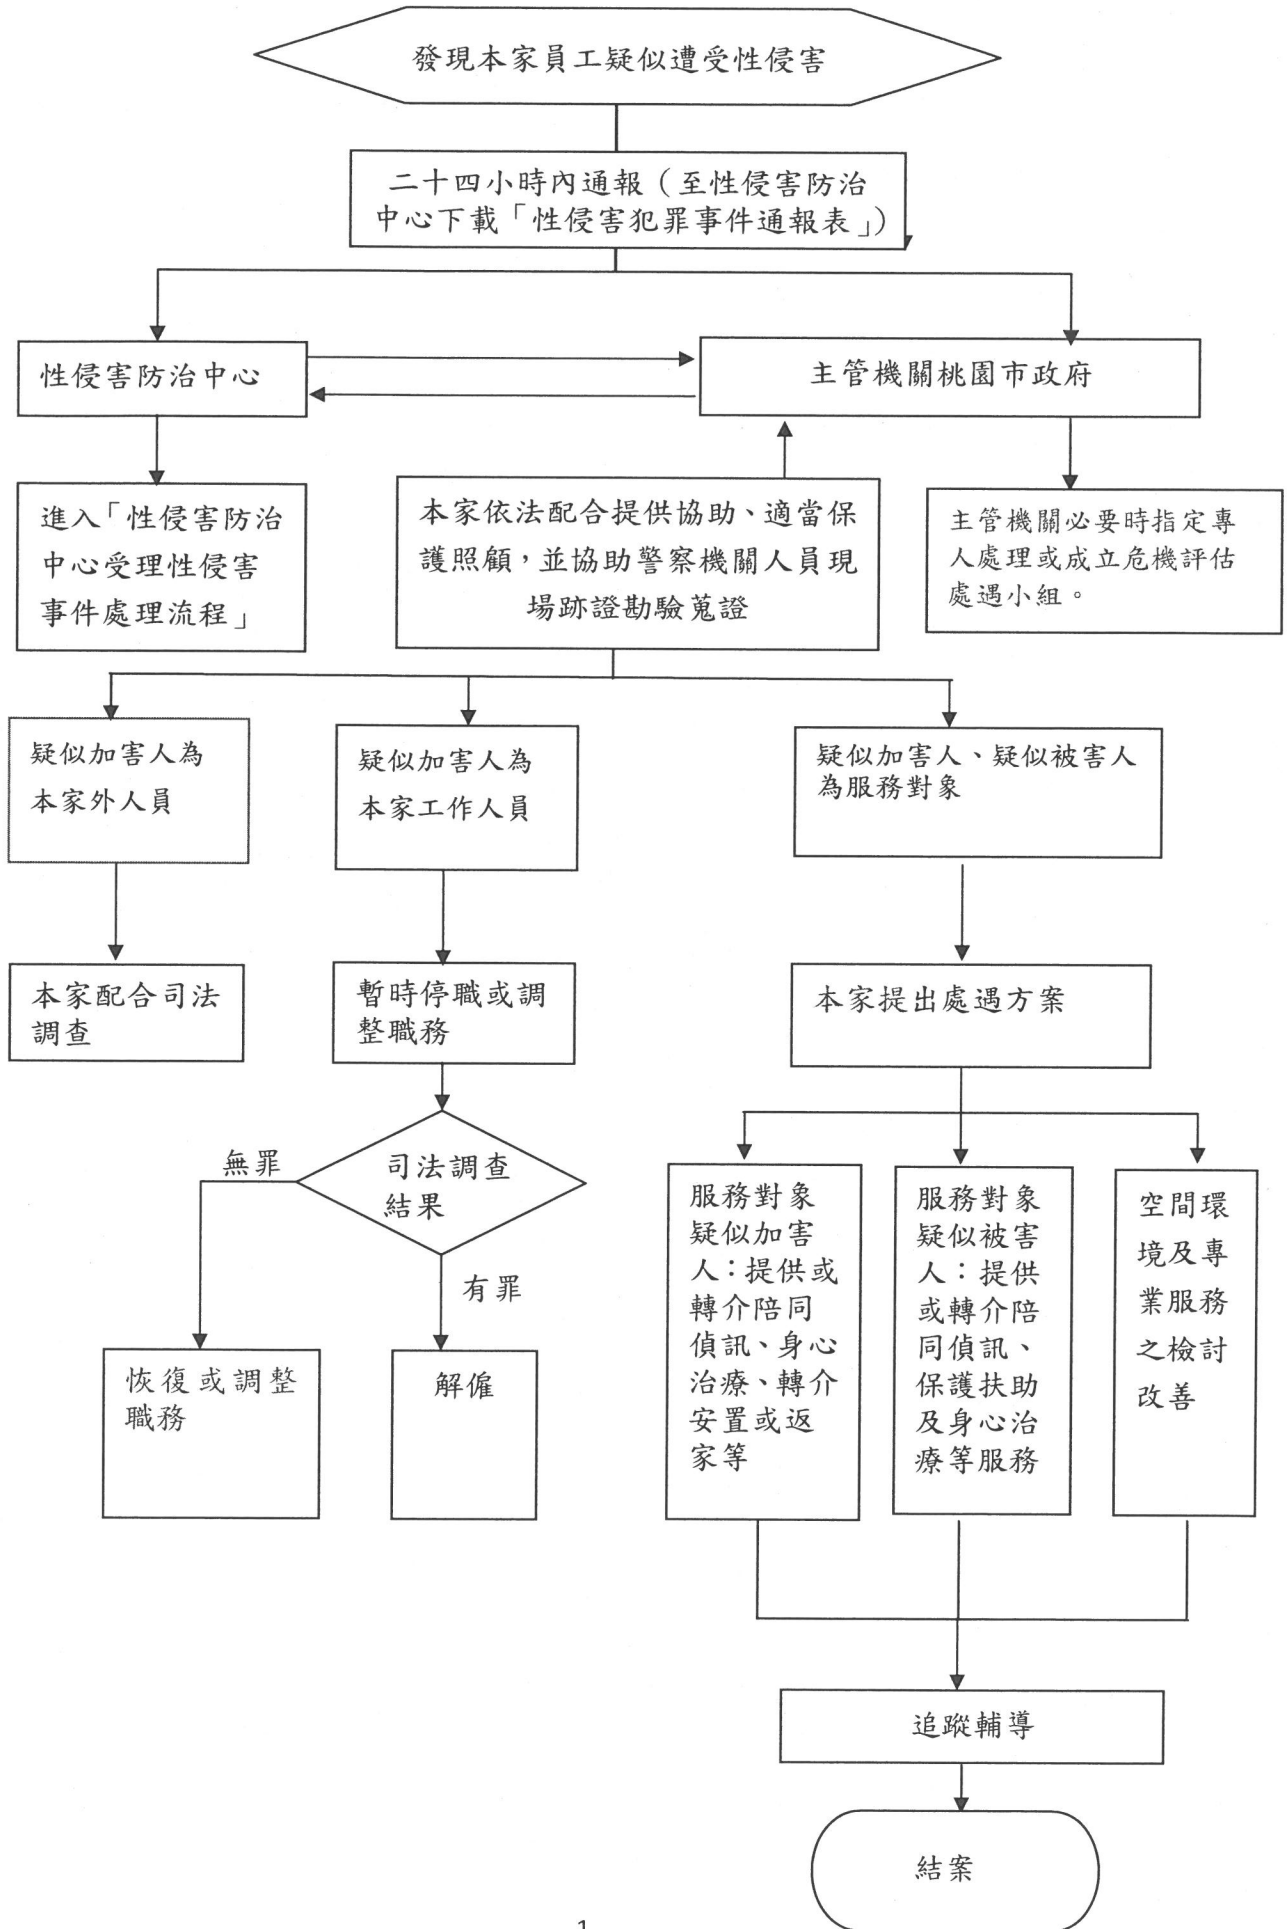 發現本家員工疑似遭受性侵害
二十四小時內通報（至性侵害防治
中心下載「性侵害犯罪事件通報表」）
性侵害防治中心
主管機關桃園市政府
進入「性侵害防治
中心受理性侵害
事件處理流程」
本家依法配合提供協助、適當保
護照顧，並協助警察機關人員現
場跡證勘驗蒐證
主管機關必要時指定專
人處理或成立危機評估
處遇小組。
疑似加害人為
本家外人員
疑似加害人為
本家工作人員
疑似加害人、疑似被害人
為服務對象
本家配合司法
調查
暫時停職或調
整職務
本家提出處遇方案
無罪
司法調查
結果
有罪
恢復或調整
職務
解僱
服務對象
疑似加害
人：提供或
轉介陪同
偵訊、身心
治療、轉介
安置或返
家等
服務對象
疑似被害
人：提供
或轉介陪
同偵訊、
保護扶助
及身心治
療等服務
空間環
境及專
業服務
之檢討
改善
追蹤輔導
結案
1